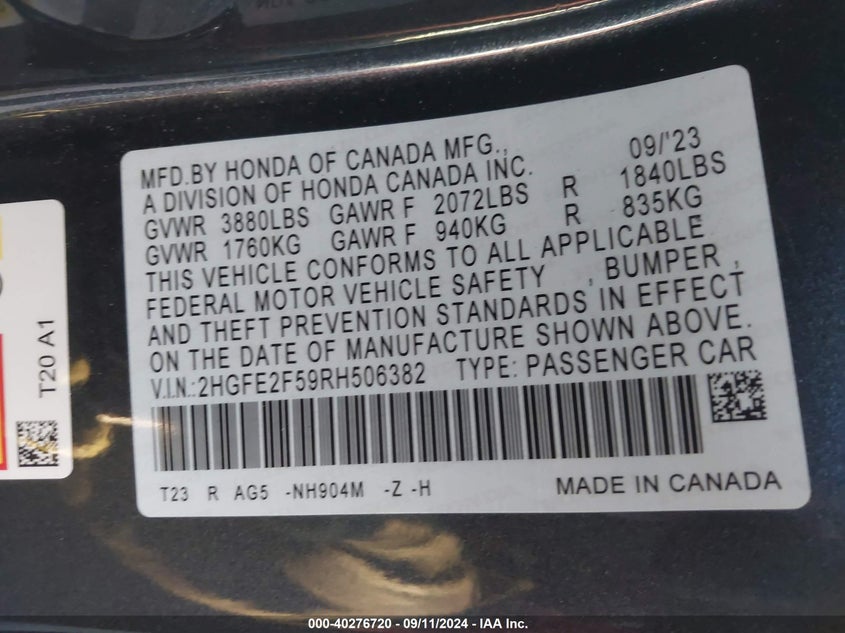 MFD.BY HONDA OF CANADA MFG., 09/'23
A DIVISION OF HONDA CANADA INC.
GVWR 3880LBS GAWR F 2072LBS R 1840LBS
GVWR 1760KG GAWR F 940KG R 835KG
THIS VEHICLE CONFORMS TO ALL APPLICABLE
FEDERAL MOTOR VEHICLE SAFETY , BUMPER ,
AND THEFT PREVENTION STANDARDS IN EFFECT
ON THE DATE OF MANUFACTURE SHOWN ABOVE.
V.I.N.:2HGFE2F59RH506382 TYPE: PASSENGER CAR
T23 R AG5 -NH904M -Z -H MADE IN CANADA
T20 A1
000-40276720 - 09/11/2024 - IAA Inc.